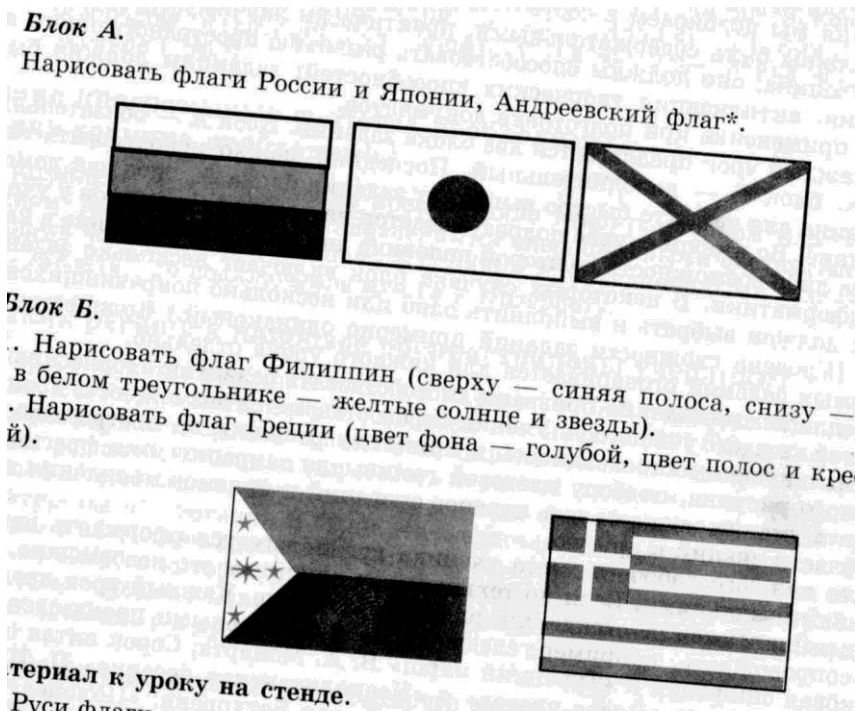 Блок А.
Нарисовать флаги России и Японии, Андреевский флаг*.
Блок Б.
. Нарисовать флаг Филиппин (сверху — синяя полоса, снизу —
в белом треугольнике — желтые солнце и звезды).
. Нарисовать флаг Греции (цвет фона — голубой, цвет полос и кре
й).
териал к уроку на стенде.
Руси флаги